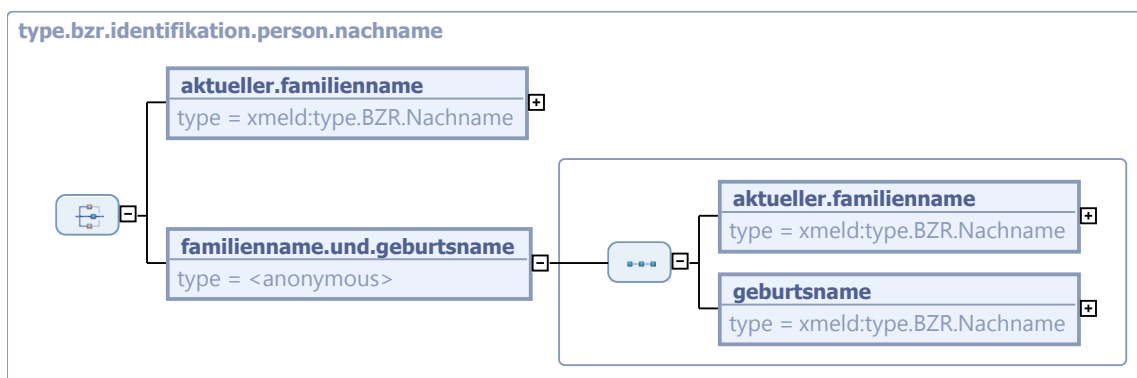 type.bzr.identifikation.person.nachname
aktueller.familienname
type = xmeld:type.BZR.Nachname
familienname.und.geburtsname
type = <anonymous>
aktueller.familienname
type = xmeld:type.BZR.Nachname
geburtsname
type = xmeld:type.BZR.Nachname